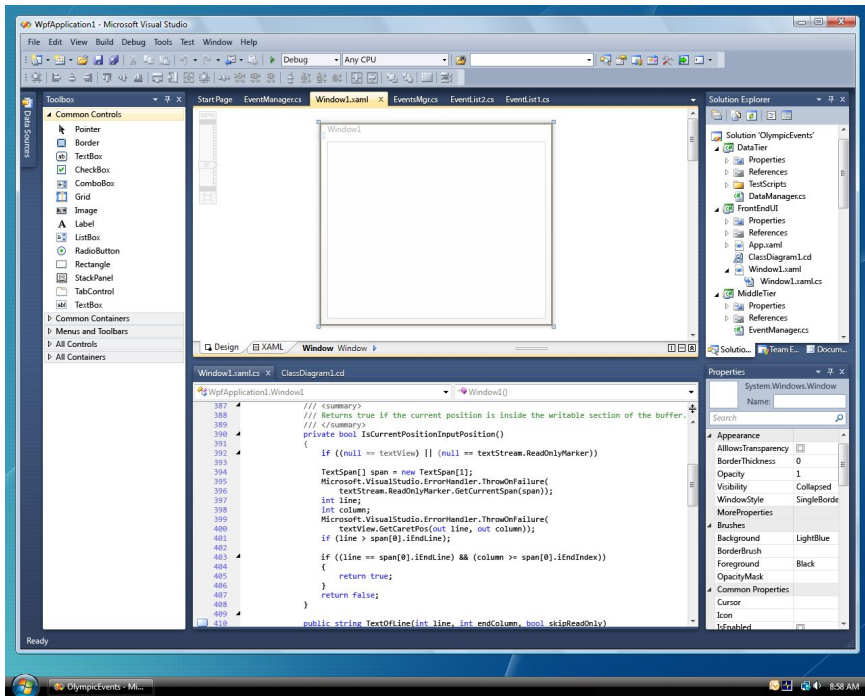 WpfApplication1 - Microsoft Visual Studio
File Edit View Build Debug Tools Test Window Help
Debug Any CPU
Data Sources
Toolbox
Common Controls
Pointer
Border
TextBox
CheckBox
ComboBox
Grid
Image
Label
ListBox
RadioButton
Rectangle
StackPanel
TabControl
TextBox
Common Containers
Menus and Toolbars
All Controls
All Containers
Start Page EventManager.cs Window1.xaml X EventsMgr.cs EventList2.cs EventList1.cs
Window1
Design XAML Window Window
Window1.xaml.cs X ClassDiagram1.cd
WpfApplication1.Window1 Window1()
387 /// <summary>
388 /// Returns true if the current position is inside the writable section of the buffer.
389 /// </summary>
390 private bool IsCurrentPositionInputPosition()
391 {
392 if ((null == textView) || (null == textStream.ReadOnlyMarker))
393
394 TextSpan[] span = new TextSpan[1];
395 Microsoft.VisualStudio.ErrorHandler.ThrowOnFailure(
396 textStream.ReadOnlyMarker.GetCurrentSpan(span));
397 int line;
398 int column;
399 Microsoft.VisualStudio.ErrorHandler.ThrowOnFailure(
400 textView.GetCaretPos(out line, out column));
401 if (line > span[0].iEndLine);
402
403 if ((line == span[0].iEndLine) && (column >= span[0].iEndIndex))
404 {
405 return true;
406 }
407 return false;
408 }
409
410 public string TextOfLine(int line, int endColumn, bool skipReadOnly)
Solution Explorer
Solution 'OlympicEvents'
DataTier
Properties
References
TestScripts
DataManager.cs
FrontEndUI
Properties
References
App.xaml
ClassDiagram1.cd
Window1.xaml
Window1.xaml.cs
MiddleTier
Properties
References
EventManager.cs
Solutio... Team E... Docum...
Properties
System.Windows.Window
Name:
Search
Appearance
AlllowsTransparency
BorderThickness 0
Opacity 1
Visibility Collapsed
WindowStyle SingleBorde
MoreProperties
Brushes
Background LightBlue
BorderBrush
Foreground Black
OpacityMask
Common Properties
Cursor
Icon
IsEnabled
Ready
OlympicEvents - Mi...
8:58 AM